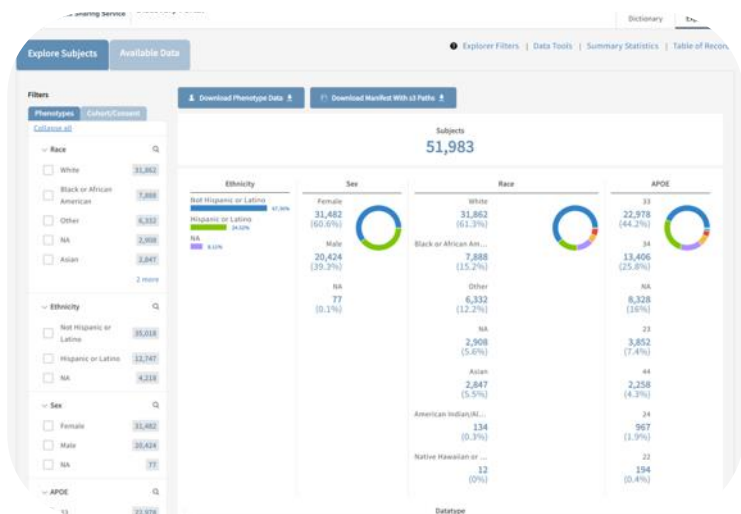 Sharing Service
Dictionary
Explore Subjects
Available Data
Explorer Filters | Data Tools | Summary Statistics | Table of
Filters
Phenotypes
Cohort/Consent
Collapse all
Race
White 31,862
Black or African
American
7,888
Other 6,332
NA 2,908
Asian 2,847
2 more
Ethnicity
Not Hispanic or
Latino
35,018
Hispanic or Latino 12,747
NA 4,218
Sex
Female 31,482
Male 20,424
NA 77
APOE
33 22,978
Download Phenotype Data
Download Manifest With s3 Paths
Subjects
51,983
Ethnicity
Not Hispanic or Latino
67.36%
Hispanic or Latino
24.52%
NA
8.11%
Sex
Female
31,482
(60.6%)
Male
20,424
(39.3%)
NA
77
(0.1%)
Race
White
31,862
(61.3%)
Black or African Am...
7,888
(15.2%)
Other
6,332
(12.2%)
NA
2,908
(5.6%)
Asian
2,847
(5.5%)
American Indian/Al...
134
(0.3%)
Native Hawaiian or ...
12
(0%)
APOE
33
22,978
(44.2%)
34
13,406
(25.8%)
NA
8,328
(16%)
23
3,852
(7.4%)
44
2,258
(4.3%)
24
967
(1.9%)
22
194
(0.4%)
Datatype